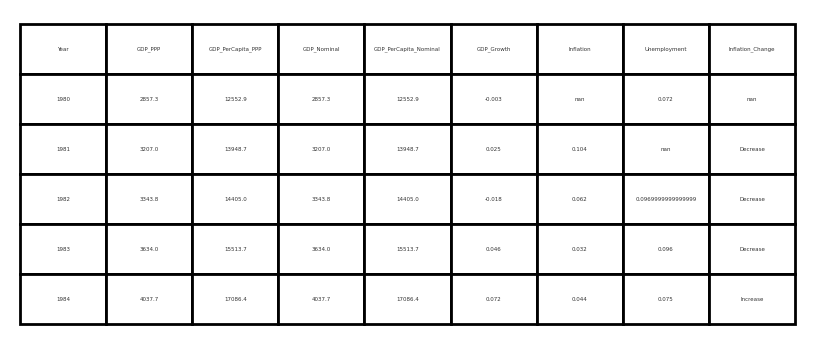 Year GDP_PPP GDP_PerCapita_PPP GDP_Nominal GDP_PerCapita_Nominal GDP_Growth Inflation Unemployment Inflation_Change
1980 2857.3 12552.9 2857.3 12552.9 -0.003 nan 0.072 nan
1981 3207.0 13948.7 3207.0 13948.7 0.025 0.104 nan Decrease
1982 3343.8 14405.0 3343.8 14405.0 -0.018 0.062 0.0969999999999999 Decrease
1983 3634.0 15513.7 3634.0 15513.7 0.046 0.032 0.096 Decrease
1984 4037.7 17086.4 4037.7 17086.4 0.072 0.044 0.075 Increase